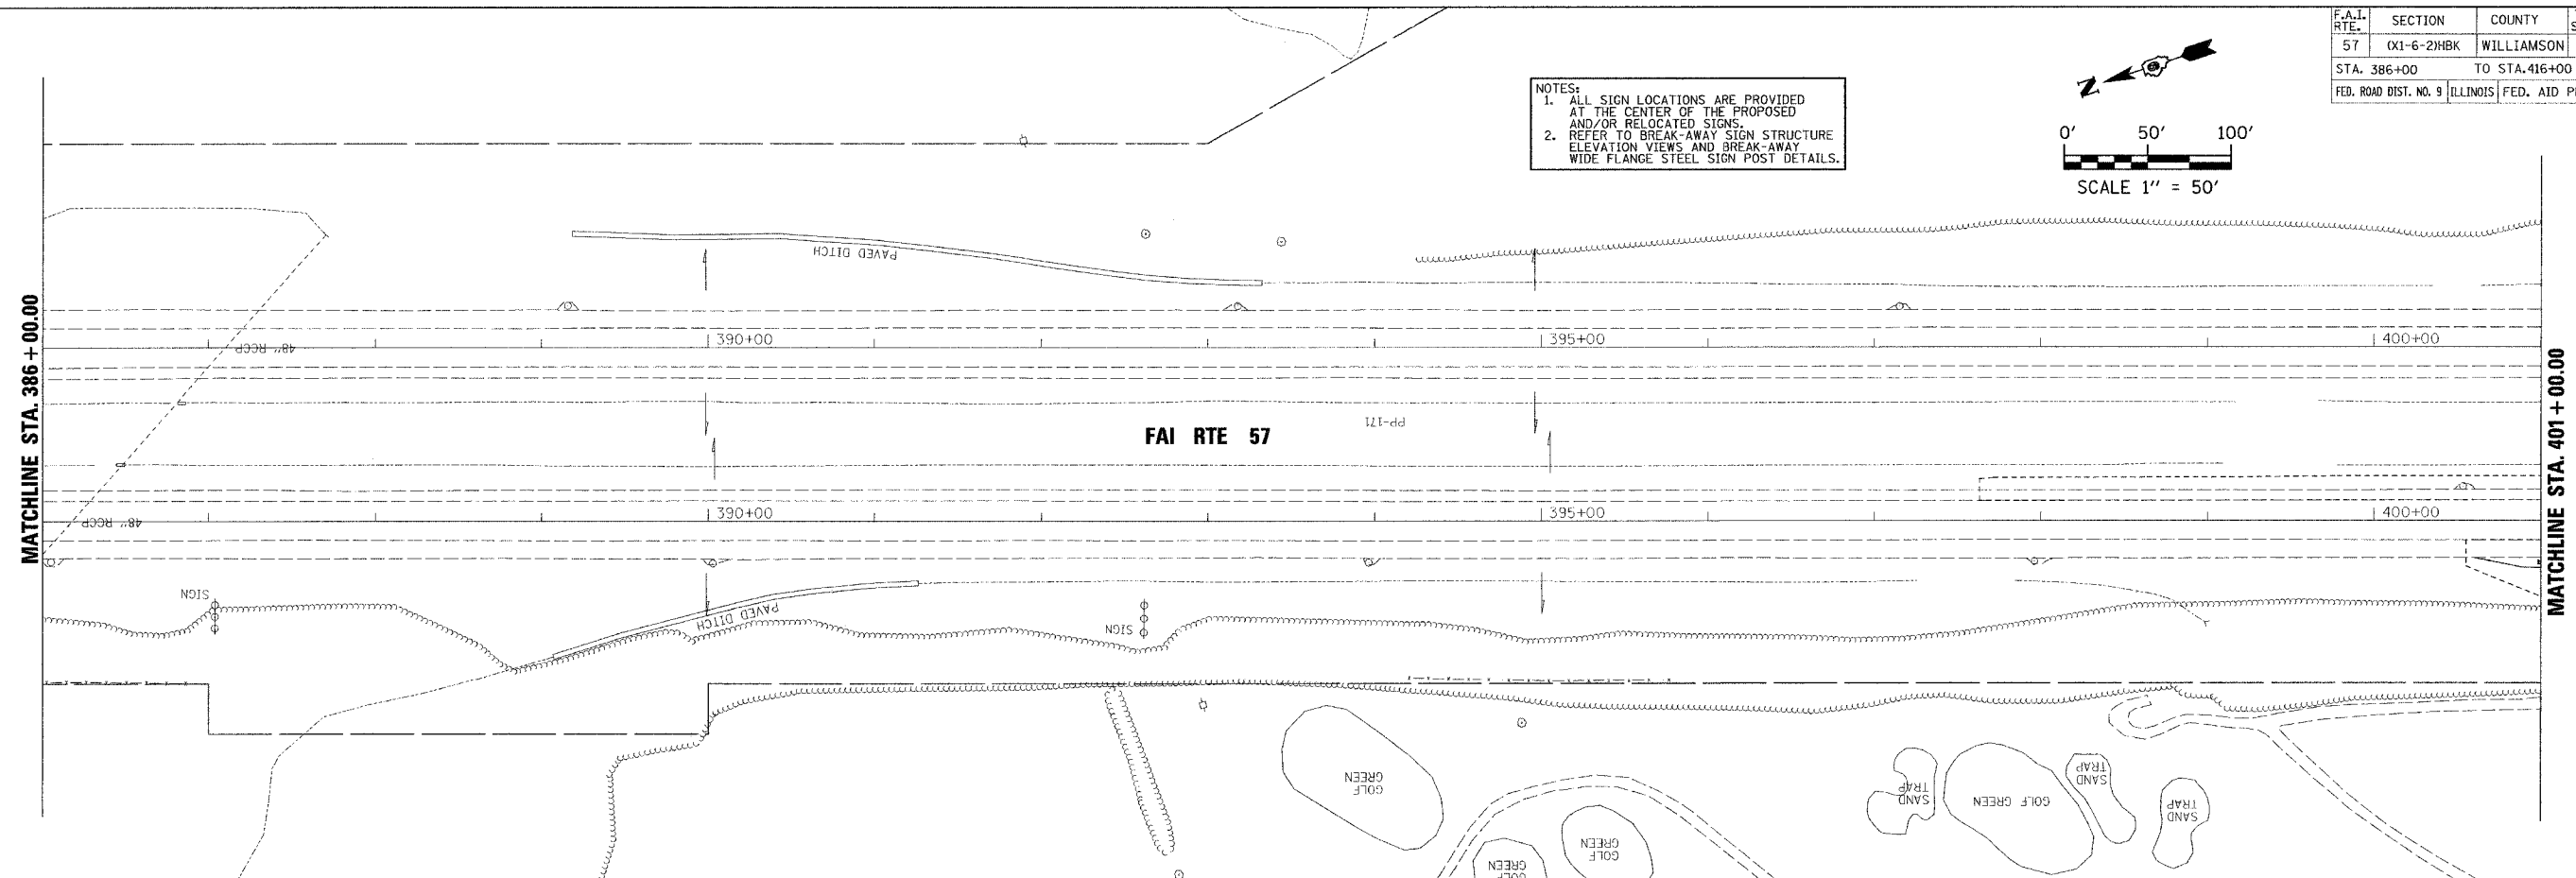 F.A.I. RTE. SECTION COUNTY
57 (X1-6-2)HBK WILLIAMSON
STA. 386+00 TO STA.416+00
FED. ROAD DIST. NO. 9 ILLINOIS FED. AID
N
NOTES:
1. ALL SIGN LOCATIONS ARE PROVIDED
AT THE CENTER OF THE PROPOSED
AND/OR RELOCATED SIGNS.
2. REFER TO BREAK-AWAY SIGN STRUCTURE
ELEVATION VIEWS AND BREAK-AWAY
WIDE FLANGE STEEL SIGN POST DETAILS.
0' 50' 100'
SCALE 1" = 50'
PAVED DITCH
MATCHLINE STA. 386+00.00
48" RCCP
390+00 395+00 400+00
PP-171
FAI RTE 57
MATCHLINE STA. 401+00.00
48" RCCP
390+00 395+00 400+00
SIGN
PAVED DITCH
SIGN
GOLF
GREEN
GOLF
GREEN
GREEN
SAND
TRAP
GOLF GREEN
SAND
TRAP
SAND
TRAP